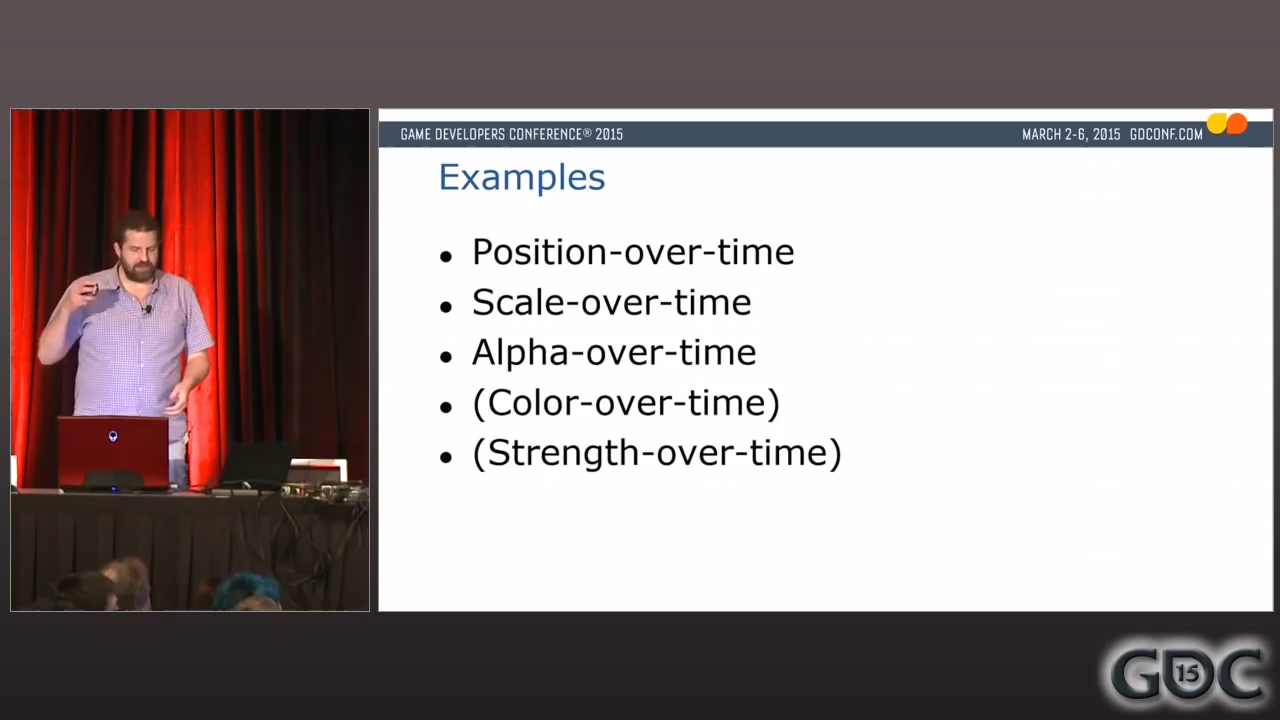 GAME DEVELOPERS CONFERENCE® 2015
MARCH 2-6, 2015 GDCONF.COM
Examples
• Position-over-time
• Scale-over-time
• Alpha-over-time
• (Color-over-time)
• (Strength-over-time)
GDC 15